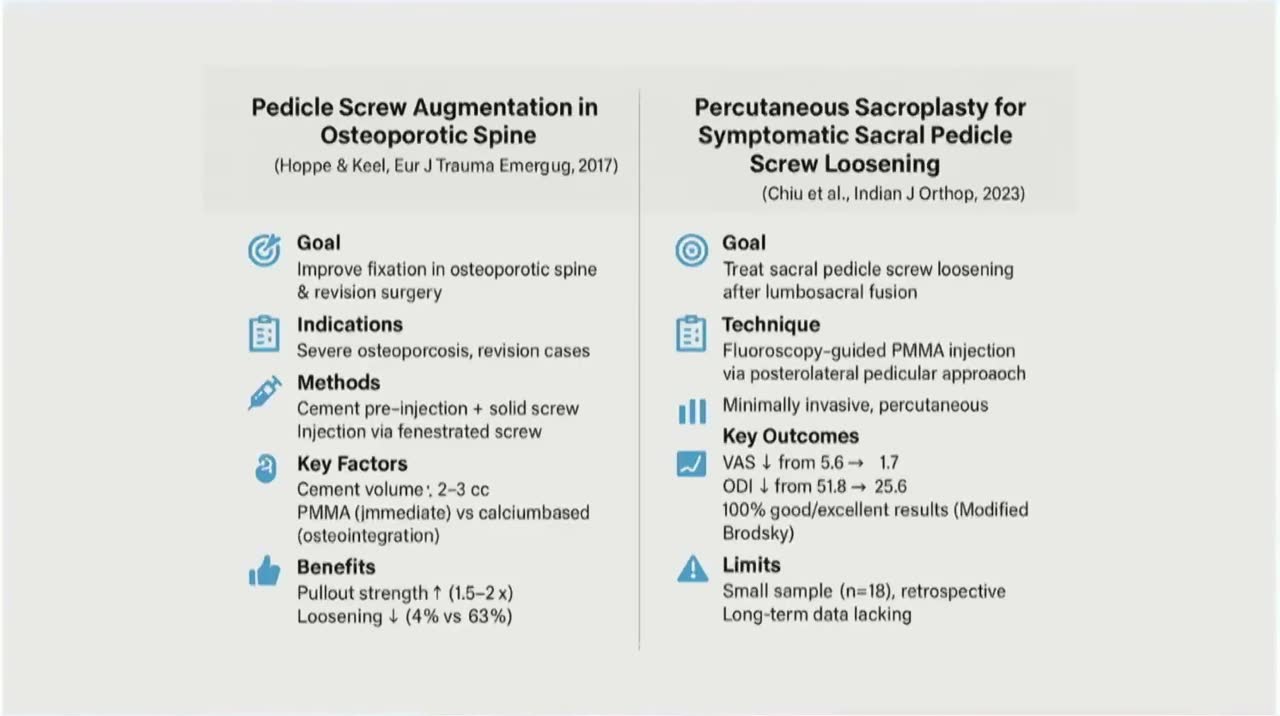 Pedicle Screw Augmentation in
Osteoporotic Spine
(Hoppe & Keel, Eur J Trauma Emergug, 2017)
Goal
Improve fixation in osteoporotic spine
& revision surgery
Indications
Severe osteoporcosis, revision cases
Methods
Cement pre-injection + solid screw
Injection via fenestrated screw
Key Factors
Cement volume : 2–3 cc
PMMA (jmmediate) vs calciumbased
(osteointegration)
Benefits
Pullout strength ↑ (1.5–2 x)
Loosening ↓ (4% vs 63%)
Percutaneous Sacroplasty for
Symptomatic Sacral Pedicle
Screw Loosening
(Chiu et al., Indian J Orthop, 2023)
Goal
Treat sacral pedicle screw loosening
after lumbosacral fusion
Technique
Fluoroscopy-guided PMMA injection
via posterolateral pedicular approaoch
Minimally invasive, percutaneous
Key Outcomes
VAS ↓ from 5.6 → 1.7
ODI ↓ from 51.8 → 25.6
100% good/excellent results (Modified
Brodsky)
Limits
Small sample (n=18), retrospective
Long-term data lacking